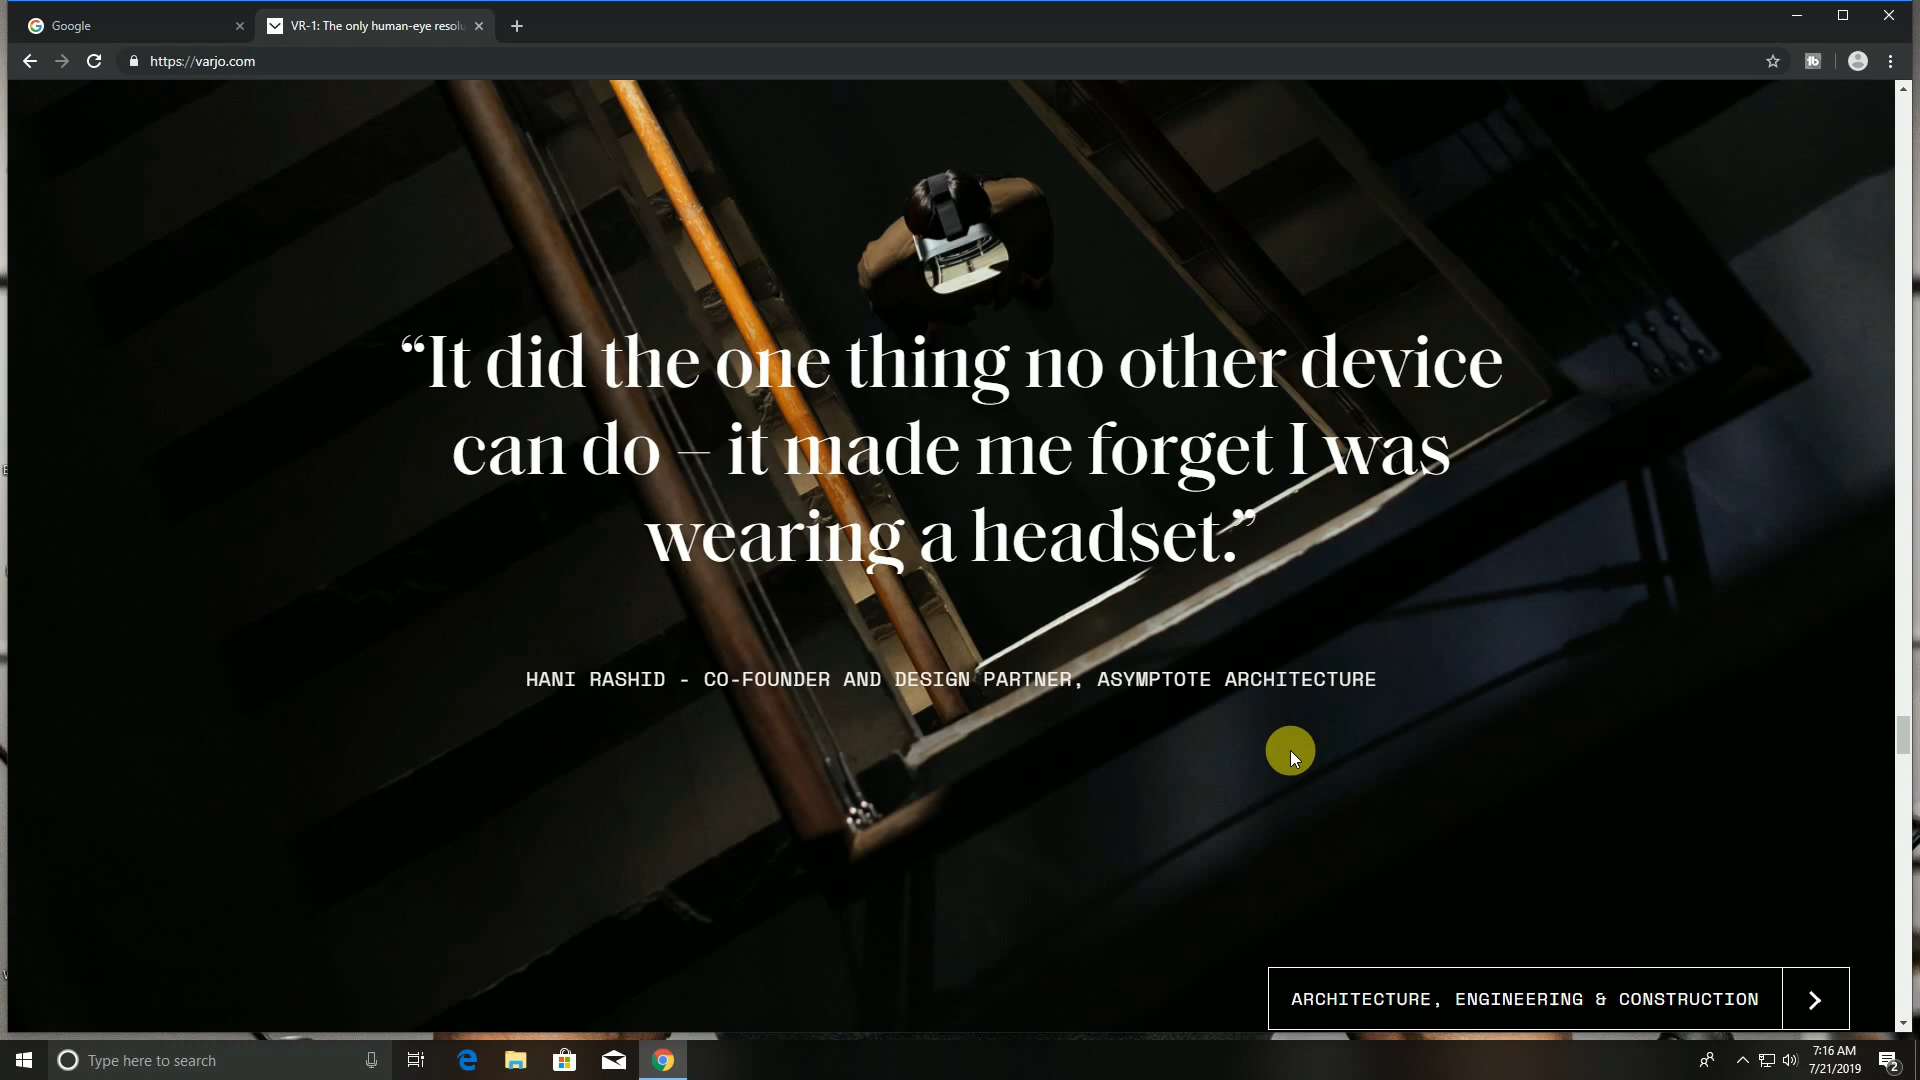 Google
VR-1: The only human-eye resolu
https://varjo.com
“It did the one thing no other device
can do – it made me forget I was
wearing a headset.”
HANI RASHID - CO-FOUNDER AND DESIGN PARTNER, ASYMPTOTE ARCHITECTURE
ARCHITECTURE, ENGINEERING & CONSTRUCTION
Type here to search
7:16 AM
7/21/2019
2